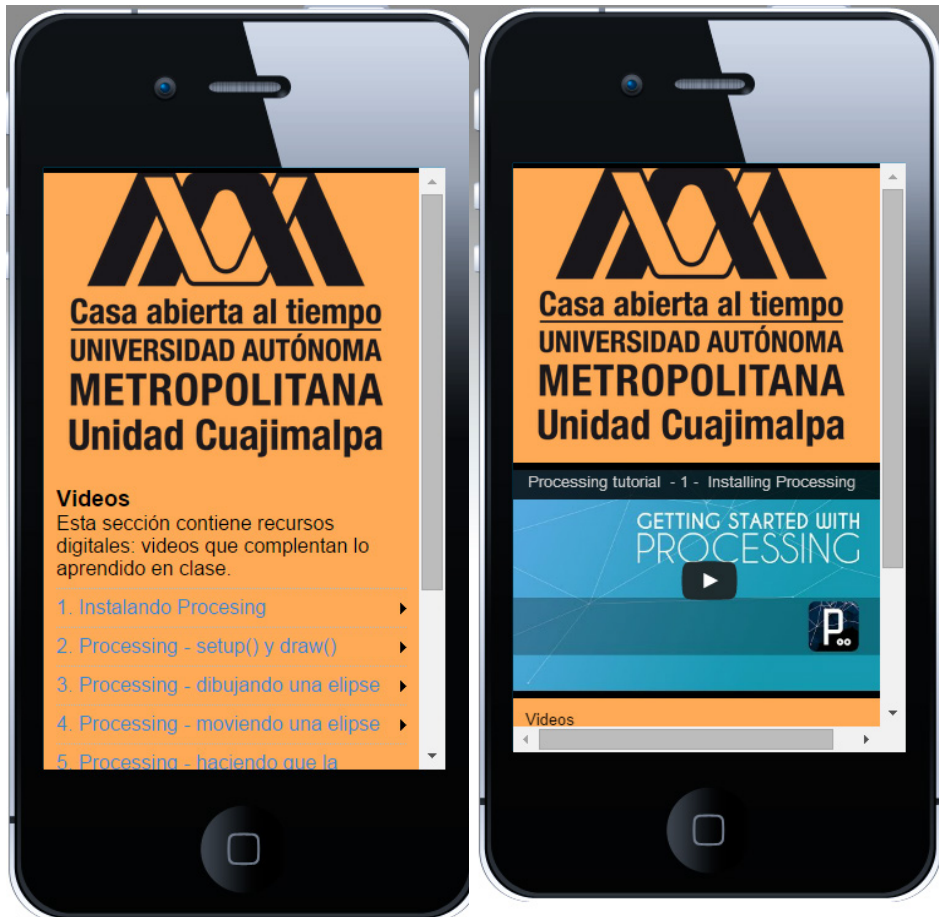 Casa abierta al tiempo
UNIVERSIDAD AUTÓNOMA
METROPOLITANA
Unidad Cuajimalpa
Videos
Esta sección contiene recursos
digitales: videos que complentan lo
aprendido en clase.
1. Instalando Procesing
2. Processing - setup() y draw()
3. Processing - dibujando una elipse
4. Processing - moviendo una elipse
5. Processing - haciendo que la
Casa abierta al tiempo
UNIVERSIDAD AUTÓNOMA
METROPOLITANA
Unidad Cuajimalpa
Processing tutorial - 1 - Installing Processing
GETTING STARTED WITH
PROCESSING
P
Videos